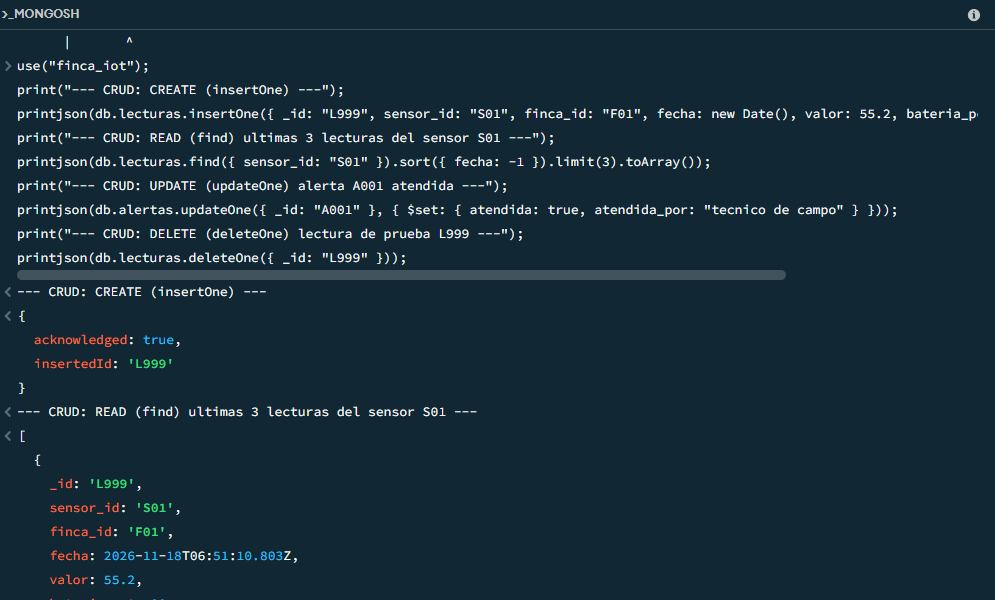 >_MONGOSH
| ^
> use("finca_iot");
print("--- CRUD: CREATE (insertOne) ---");
printjson(db.lecturas.insertOne({ _id: "L999", sensor_id: "S01", finca_id: "F01", fecha: new Date(), valor: 55.2,
print("--- CRUD: READ (find) ultimas 3 lecturas del sensor S01 ---");
printjson(db.lecturas.find({ sensor_id: "S01" }).sort({ fecha: -1 }).limit(3).toArray());
print("--- CRUD: UPDATE (updateOne) alerta A001 atendida ---");
printjson(db.alertas.updateOne({ _id: "A001" }, { $set: { atendida: true, atendida_por: "tecnico de campo" } }));
print("--- CRUD: DELETE (deleteOne) lectura de prueba L999 ---");
printjson(db.lecturas.deleteOne({ _id: "L999" }));
< --- CRUD: CREATE (insertOne) ---
< {
acknowledged: true,
insertedId: 'L999'
}
< --- CRUD: READ (find) ultimas 3 lecturas del sensor S01 ---
< [
{
_id: 'L999',
sensor_id: 'S01',
finca_id: 'F01',
fecha: 2026-11-18T06:51:10.803Z,
valor: 55.2,